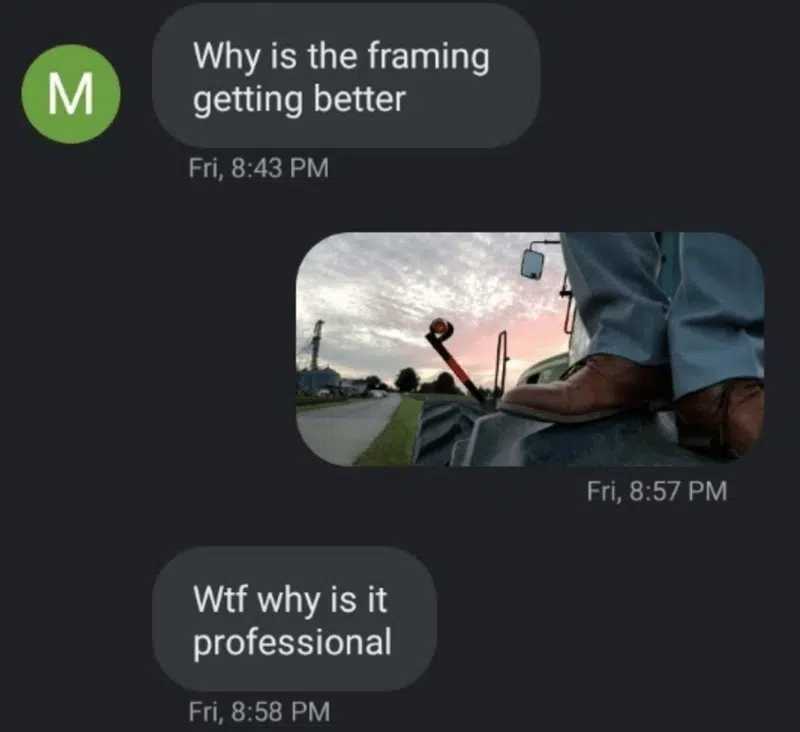 M
Why is the framing
getting better
Fri, 8:43 PM
Fri, 8:57 PM
Wtf why is it
professional
Fri, 8:58 PM